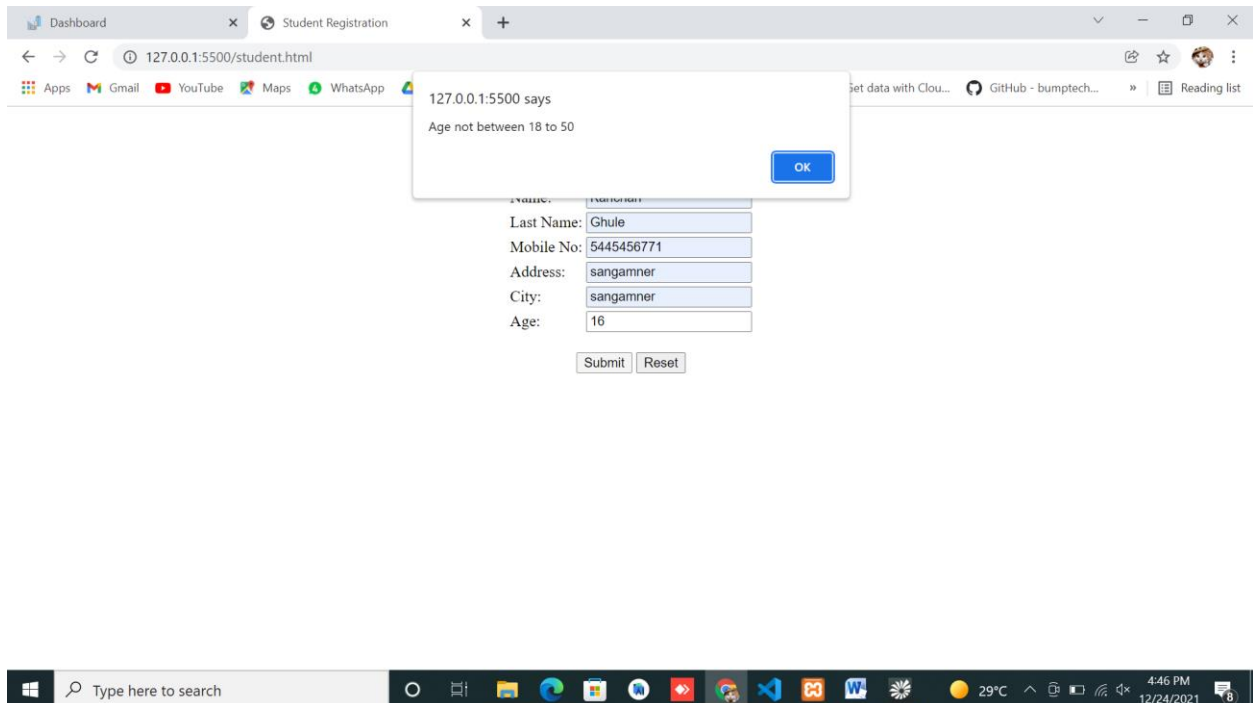 Dashboard
Student Registration
127.0.0.1:5500/student.html
Apps
Gmail
YouTube
Maps
WhatsApp
et data with Clou...
GitHub - bumptech...
»
Reading list
127.0.0.1:5500 says
Age not between 18 to 50
OK
Name:
Last Name: Ghule
Mobile No: 5445456771
Address: sangamner
City: sangamner
Age: 16
Submit Reset
Type here to search
29°C
4:46 PM
12/24/2021
8